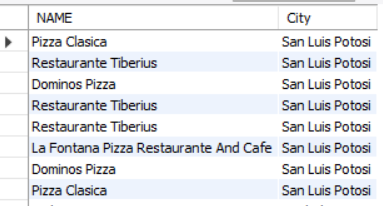 NAME City
Pizza Clasica San Luis Potosi
Restaurante Tiberius San Luis Potosi
Dominos Pizza San Luis Potosi
Restaurante Tiberius San Luis Potosi
Restaurante Tiberius San Luis Potosi
La Fontana Pizza Restaurante And Cafe San Luis Potosi
Dominos Pizza San Luis Potosi
Pizza Clasica San Luis Potosi